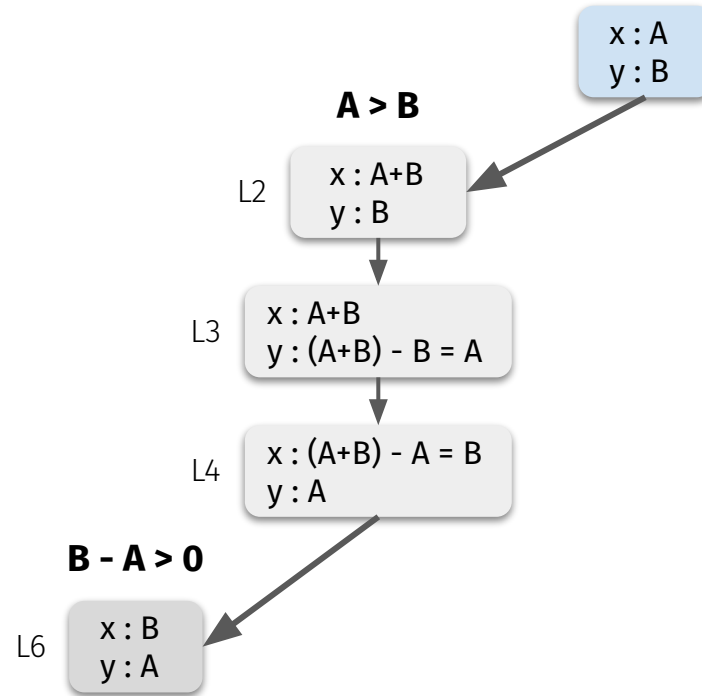 x : A
y : B
A > B
L2
x : A+B
y : B
L3
x : A+B
y : (A+B) - B = A
L4
x : (A+B) - A = B
y : A
B - A > 0
L6
x : B
y : A